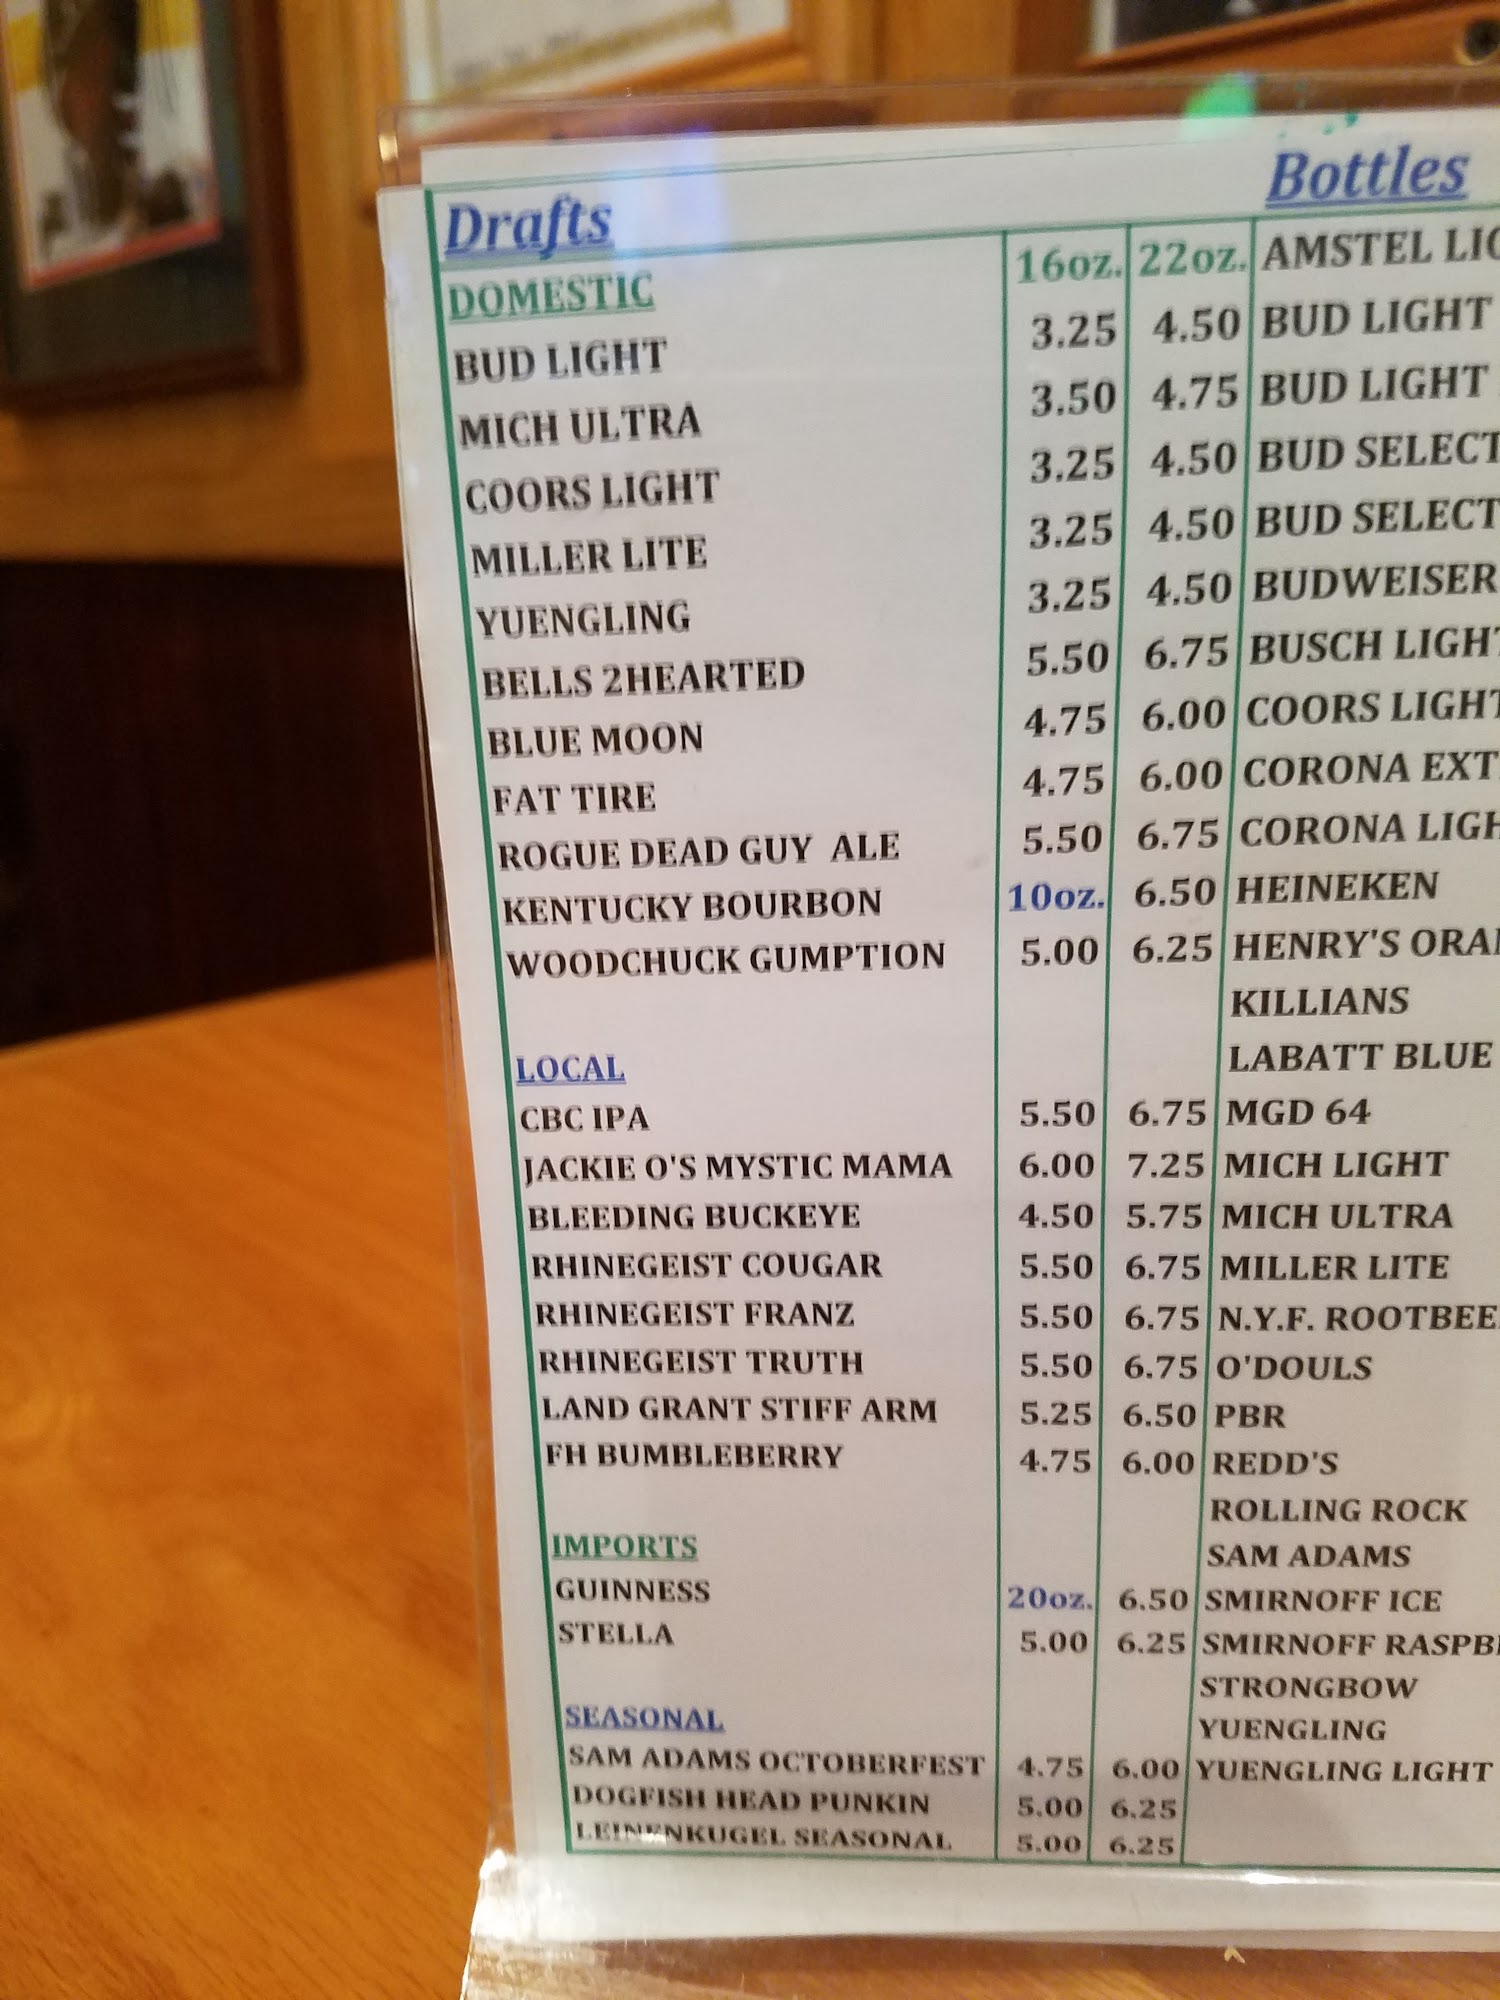 Drafts
DOMESTIC 16oz. 22oz.
BUD LIGHT 3.25 4.50
MICH ULTRA 3.50 4.75
COORS LIGHT 3.25 4.50
MILLER LITE 3.25 4.50
YUENGLING 3.25 4.50
BELLS 2HEARTED 5.50 6.75
BLUE MOON 4.75 6.00
FAT TIRE 4.75 6.00
ROGUE DEAD GUY ALE 5.50 6.75
KENTUCKY BOURBON 10oz. 6.50
WOODCHUCK GUMPTION 5.00 6.25
LOCAL
CBC IPA 5.50 6.75
JACKIE O'S MYSTIC MAMA 6.00 7.25
BLEEDING BUCKEYE 4.50 5.75
RHINEGEIST COUGAR 5.50 6.75
RHINEGEIST FRANZ 5.50 6.75
RHINEGEIST TRUTH 5.50 6.75
LAND GRANT STIFF ARM 5.25 6.50
FH BUMBLEBERRY 4.75 6.00
IMPORTS
GUINNESS 20oz. 6.50
STELLA 5.00 6.25
SEASONAL
SAM ADAMS OCTOBERFEST 4.75 6.00
DOGFISH HEAD PUNKIN 5.00 6.25
LEINENKUGEL SEASONAL 5.00 6.25
Bottles
AMSTEL LIG
BUD LIGHT
BUD LIGHT
BUD SELECT
BUD SELECT
BUDWEISER
BUSCH LIGHT
COORS LIGHT
CORONA EXT
CORONA LIGH
HEINEKEN
HENRY'S ORA
KILLIANS
LABATT BLUE
MGD 64
MICH LIGHT
MICH ULTRA
MILLER LITE
N.Y.F. ROOTBEE
O'DOULS
PBR
REDD'S
ROLLING ROCK
SAM ADAMS
SMIRNOFF ICE
SMIRNOFF RASPB
STRONGBOW
YUENGLING
YUENGLING LIGHT